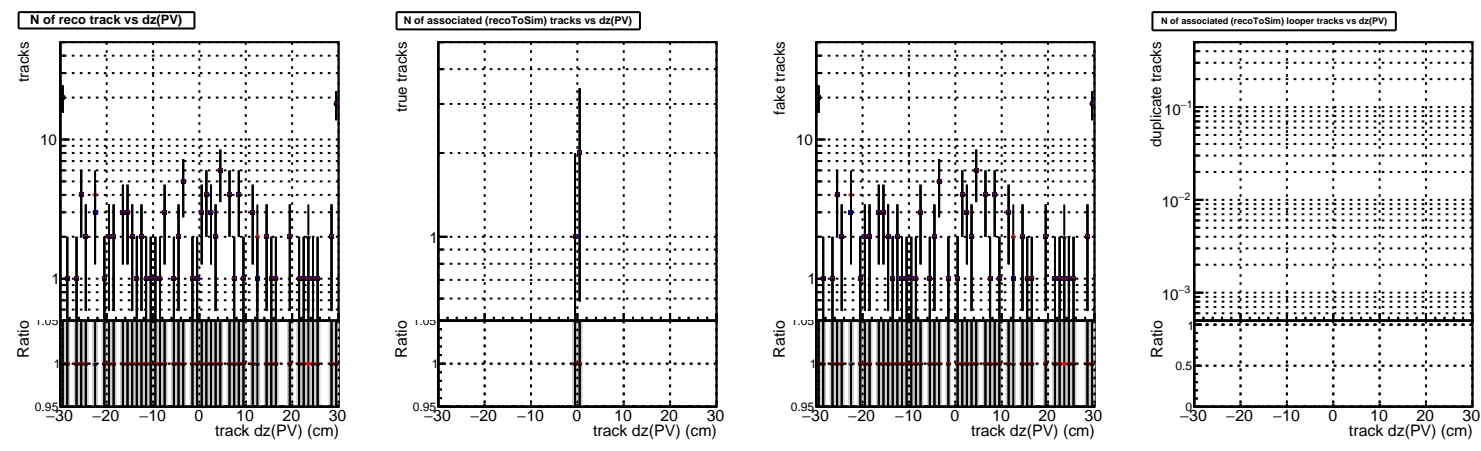 N of reco track vs dz(PV)
tracks
10
1
1.05
Ratio
1
0.95
−30 −20 −10 0 10 20 30
track dz(PV) (cm)
N of associated (recoToSim) tracks vs dz(PV)
true tracks
1
1.05
Ratio
1
0.95
−30 −20 −10 0 10 20 30
track dz(PV) (cm)
fake tracks
10
1
1.05
Ratio
1
0.95
−30 −20 −10 0 10 20 30
track dz(PV) (cm)
N of associated (recoToSim) looper tracks vs dz(PV)
duplicate tracks
10⁻¹
10⁻²
10⁻³
Ratio
1
0.5
0
−30 −20 −10 0 10 20 30
track dz(PV) (cm)